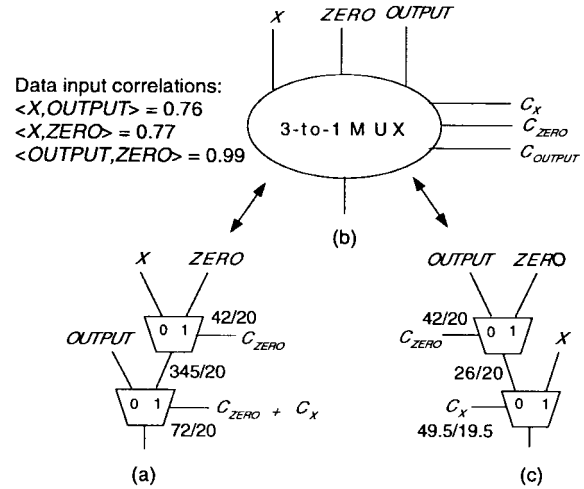 X ZERO OUTPUT
Data input correlations:
<X,OUTPUT> = 0.76
<X,ZERO> = 0.77
<OUTPUT,ZERO> = 0.99
3-to-1 M U X
C_X
C_ZERO
C_OUTPUT
(b)
X ZERO
0 1
42/20
C_ZERO
OUTPUT
345/20
0 1
C_ZERO + C_X
72/20
(a)
OUTPUT ZERO
42/20
0 1
C_ZERO
X
26/20
C_X
0 1
49.5/19.5
(c)